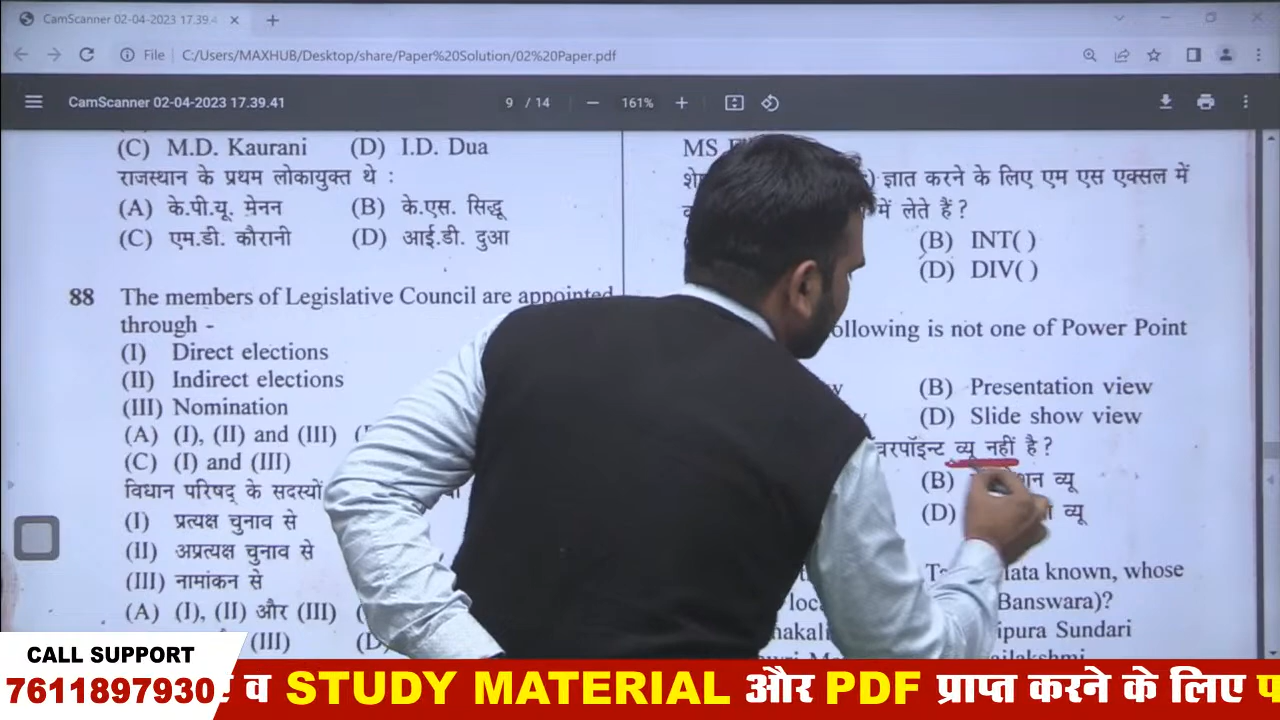 CamScanner 02-04-2023 17.39.4
File C:/Users/MAXHUB/Desktop/share/Paper%20Solution/02%20Paper.pdf
CamScanner 02-04-2023 17.39.41
9 / 14
161%
(C) M.D. Kaurani (D) I.D. Dua
राजस्थान के प्रथम लोकायुक्त थे :
(A) के.पी.यू. मेनन (B) के.एस. सिद्धू
(C) एम.डी. कौरानी (D) आई.डी. दुआ
88 The members of Legislative Council are appointed
through -
(I) Direct elections
(II) Indirect elections
(III) Nomination
(A) (I), (II) and (III)
(C) (I) and (III)
विधान परिषद् के सदस्यों
(I) प्रत्यक्ष चुनाव से
(II) अप्रत्यक्ष चुनाव से
(III) नामांकन से
(A) (I), (II) और (III)
(III)
MS
ज्ञात करने के लिए एम एस एक्सल में
में लेते हैं ?
(B) INT( )
(D) DIV( )
following is not one of Power Point
(B) Presentation view
(D) Slide show view
व्यू नहीं है ?
(B) व्यू
(D) व्यू
known, whose
Banswara)?
Sundari
CALL SUPPORT
7611897930
व STUDY MATERIAL और PDF प्राप्त करने के लिए